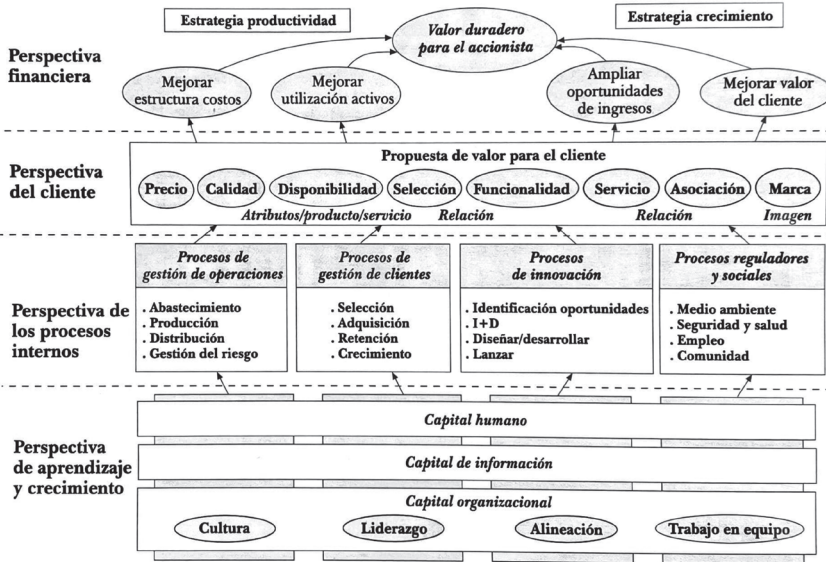 Estrategia productividad
Estrategia crecimiento
Valor duradero
para el accionista
Perspectiva
financiera
Mejorar
estructura costos
Mejorar
utilización activos
Ampliar
oportunidades
de ingresos
Mejorar valor
del cliente
Perspectiva
del cliente
Propuesta de valor para el cliente
Precio
Calidad
Disponibilidad
Selección
Funcionalidad
Servicio
Asociación
Marca
Atributos/producto/servicio
Relación
Relación
Imagen
Perspectiva de
los procesos
internos
Procesos de
gestión de operaciones
. Abastecimiento
. Producción
. Distribución
. Gestión del riesgo
Procesos de
gestión de clientes
. Selección
. Adquisición
. Retención
. Crecimiento
Procesos
de innovación
. Identificación oportunidades
. I+D
. Diseñar/desarrollar
. Lanzar
Procesos reguladores
y sociales
. Medio ambiente
. Seguridad y salud
. Empleo
. Comunidad
Perspectiva
de aprendizaje
y crecimiento
Capital humano
Capital de información
Capital organizacional
Cultura
Liderazgo
Alineación
Trabajo en equipo